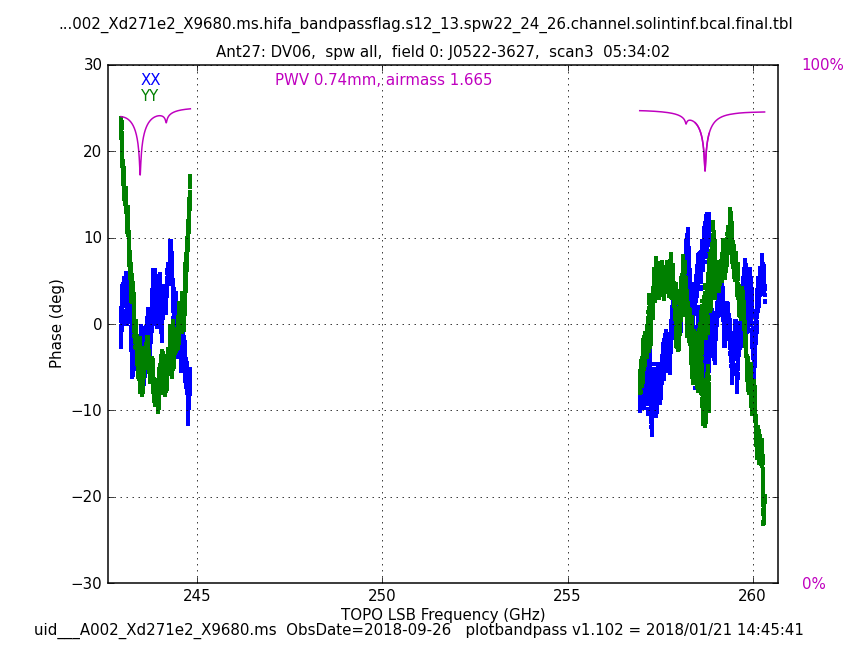 ...002_Xd271e2_X9680.ms.hifa_bandpassflag.s12_13.spw22_24_26.channel.solintinf.bcal.final.tbl
Ant27: DV06,  spw all,  field 0: J0522-3627,  scan3  05:34:02
30
20
10
0
−10
−20
−30
Phase (deg)
XX
YY
PWV 0.74mm, airmass 1.665
100%
0%
245
250
255
260
TOPO LSB Frequency (GHz)
uid___A002_Xd271e2_X9680.ms  ObsDate=2018-09-26   plotbandpass v1.102 = 2018/01/21 14:45:41